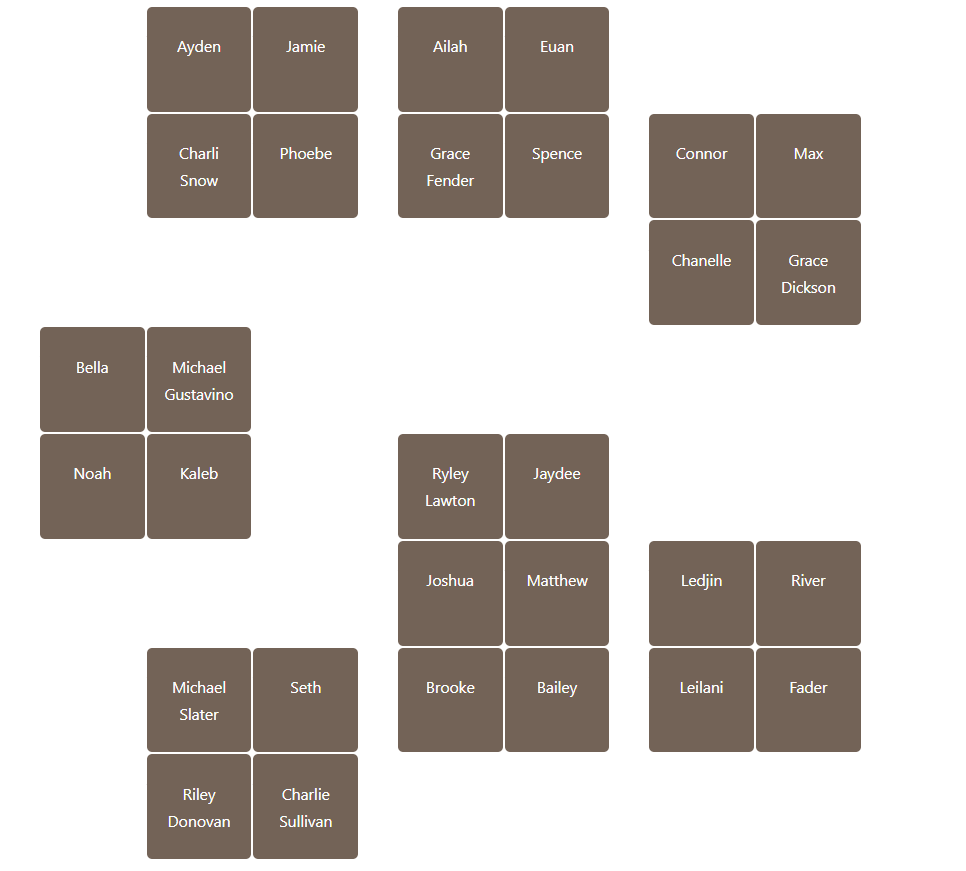 Ayden
Jamie
Charli
Snow
Phoebe
Ailah
Euan
Grace
Fender
Spence
Connor
Max
Chanelle
Grace
Dickson
Bella
Michael
Gustavino
Noah
Kaleb
Ryley
Lawton
Jaydee
Joshua
Matthew
Brooke
Bailey
Ledjin
River
Leilani
Fader
Michael
Slater
Seth
Riley
Donovan
Charlie
Sullivan